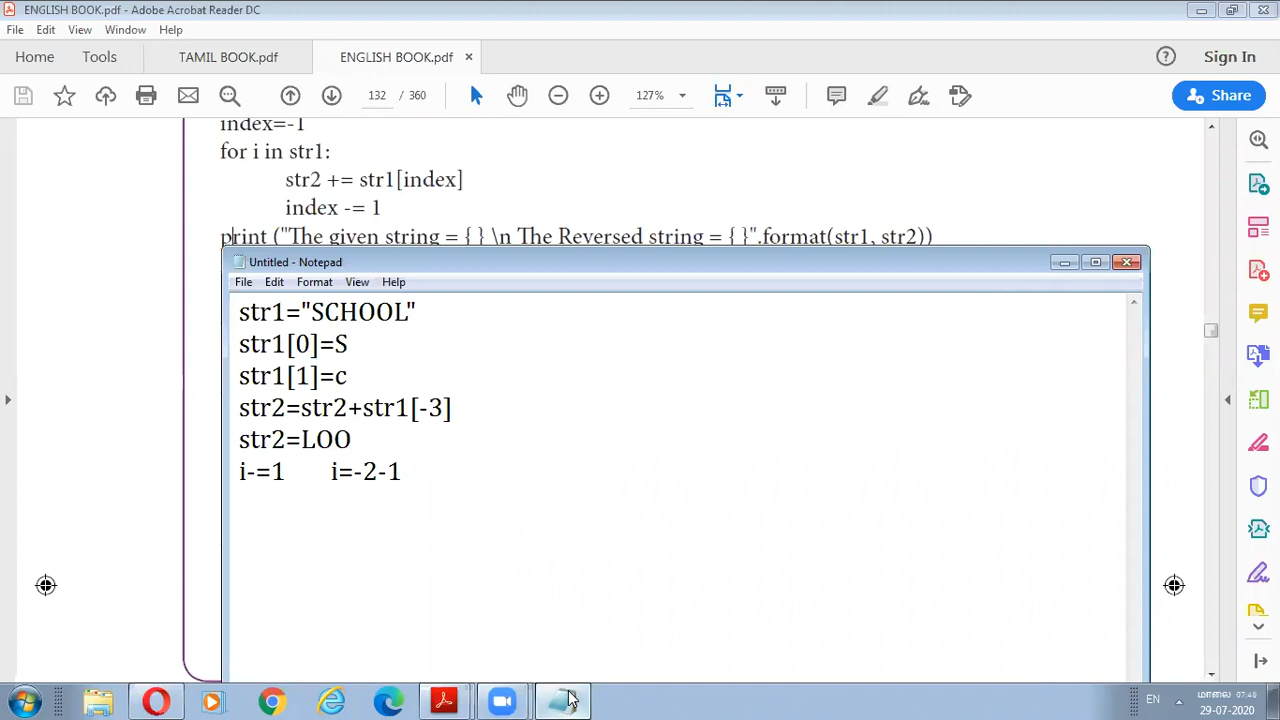 ENGLISH BOOK.pdf - Adobe Acrobat Reader DC
File Edit View Window Help
Home Tools TAMIL BOOK.pdf ENGLISH BOOK.pdf × Sign In
132 / 360 127% Share
index=-1
for i in str1:
str2 += str1[index]
index -= 1
print ("The given string = { } \n The Reversed string = { }".format(str1, str2))
Untitled - Notepad
File Edit Format View Help
str1="SCHOOL"
str1[0]=S
str1[1]=c
str2=str2+str1[-3]
str2=LOO
i-=1 i=-2-1
EN மாலை 07:48
29-07-2020